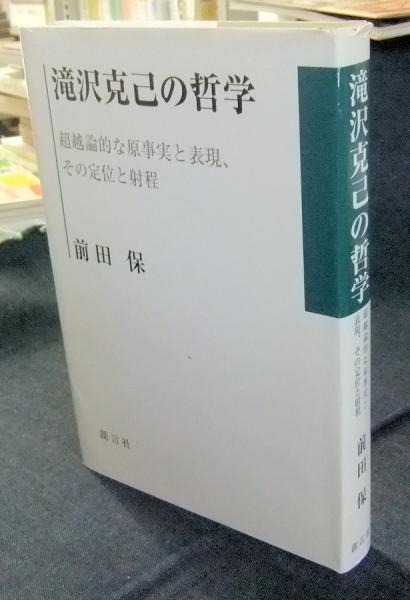 滝沢克己の哲学
超越論的な原事実と表現、
その定位と射程
前田 保
創言社
滝沢克己の哲学
超越論的な原事実と
表現、その定位と射程
前田 保
創言社